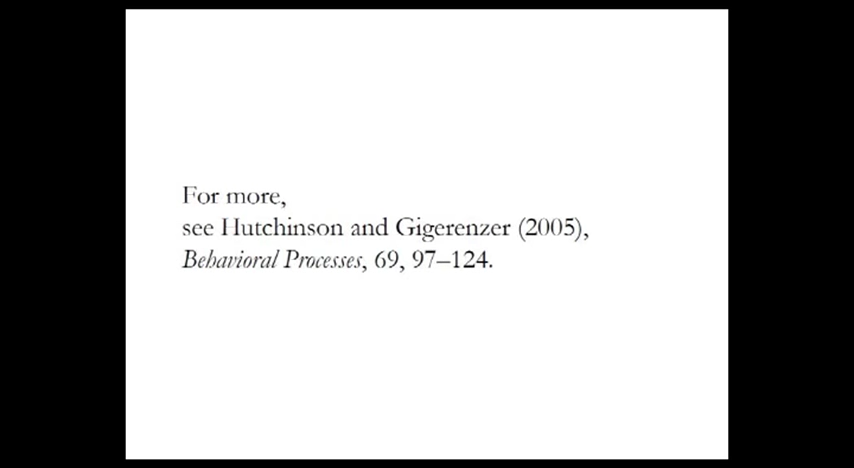 For more,
see Hutchinson and Gigerenzer (2005),
Behavioral Processes, 69, 97–124.